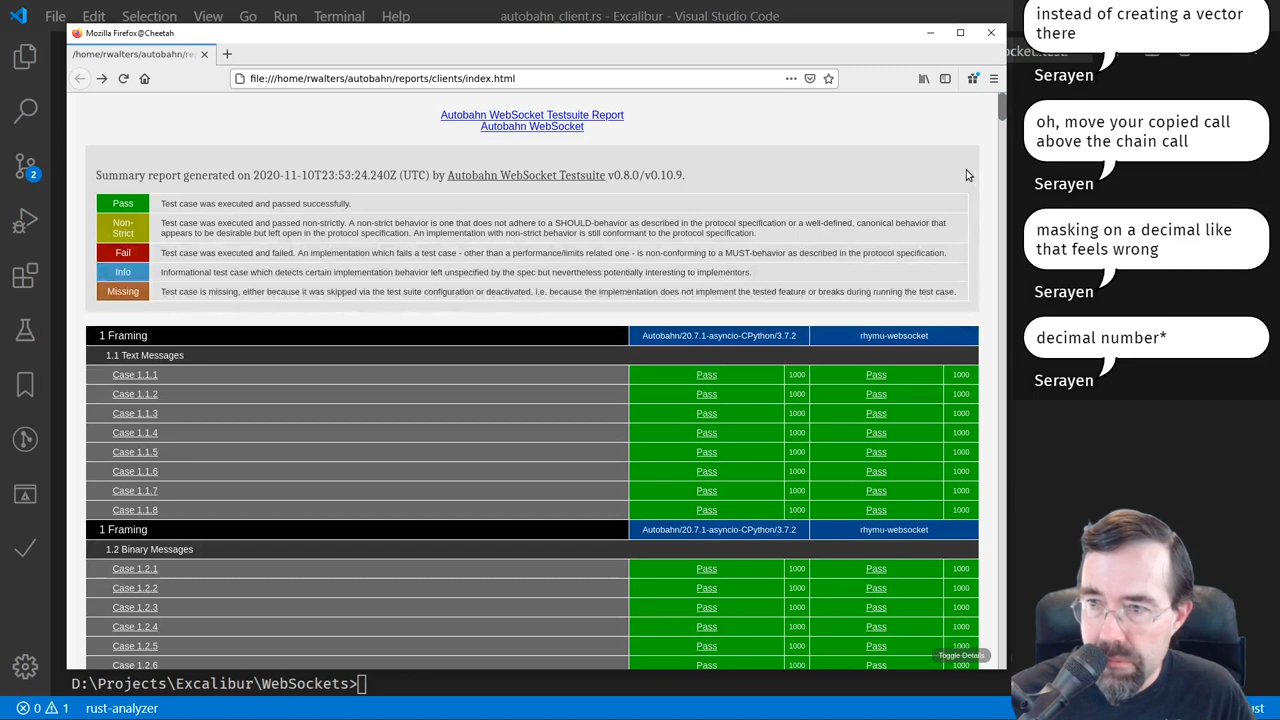 File Edit Selection View Go Run Terminal Help autobahn_client.rs - Excalibur - Visual Studio Code
Mozilla Firefox@Cheetah
/home/rwalters/autobahn/re
file:///home/rwalters/autobahn/reports/clients/index.html
Autobahn WebSocket Testsuite Report
Autobahn WebSocket
Summary report generated on 2020-11-10T23:53:24.240Z (UTC) by Autobahn WebSocket Testsuite v0.8.0/v0.10.9.
Pass Test case was executed and passed successfully.
Non-Strict Test case was executed and passed non-strictly. A non-strict behavior is one that does not adhere to a SHOULD-behavior as described in the protocol specification or a well-defined, canonical behavior that
appears to be desirable but left open in the protocol specification. An implementation with non-strict behavior is still conformant to the protocol specification.
Fail Test case was executed and failed. An implementation which fails a test case - other than a performance/limits related one - is non-conforming to a MUST-behavior as described in the protocol specification.
Info Informational test case which detects certain implementation behavior left unspecified by the spec but nevertheless potentially interesting to implementors.
Missing Test case is missing, either because it was skipped via the test suite configuration or deactivated, i.e. because the implementation does not implement the tested feature or breaks during running the test case.
1 Framing Autobahn/20.7.1-asyncio-CPython/3.7.2 rhymu-websocket
1.1 Text Messages
Case 1.1.1 Pass 1000 Pass 1000
Case 1.1.2 Pass 1000 Pass 1000
Case 1.1.3 Pass 1000 Pass 1000
Case 1.1.4 Pass 1000 Pass 1000
Case 1.1.5 Pass 1000 Pass 1000
Case 1.1.6 Pass 1000 Pass 1000
Case 1.1.7 Pass 1000 Pass 1000
Case 1.1.8 Pass 1000 Pass 1000
1 Framing Autobahn/20.7.1-asyncio-CPython/3.7.2 rhymu-websocket
1.2 Binary Messages
Case 1.2.1 Pass 1000 Pass 1000
Case 1.2.2 Pass 1000 Pass 1000
Case 1.2.3 Pass 1000 Pass 1000
Case 1.2.4 Pass 1000 Pass 1000
Case 1.2.5 Pass 1000 Pass 1000
Case 1.2.6 Pass 1000 Pass 1000
Toggle Details
D:\Projects\Excalibur\WebSockets>
2
0 1 rust-analyzer
instead of creating a vector
there
Serayen
oh, move your copied call
above the chain call
Serayen
masking on a decimal like
that feels wrong
Serayen
decimal number*
Serayen